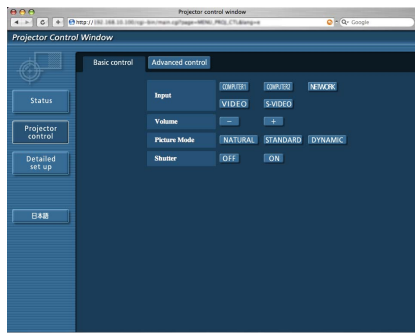 Projector control window
http://
Google
Projector Control Window
Basic control Advanced control
Status
Projector control
Detailed set up
日本語
Input COMPUTER1 COMPUTER2 NETWORK
VIDEO S-VIDEO
Volume - +
Picture Mode NATURAL STANDARD DYNAMIC
Shutter OFF ON